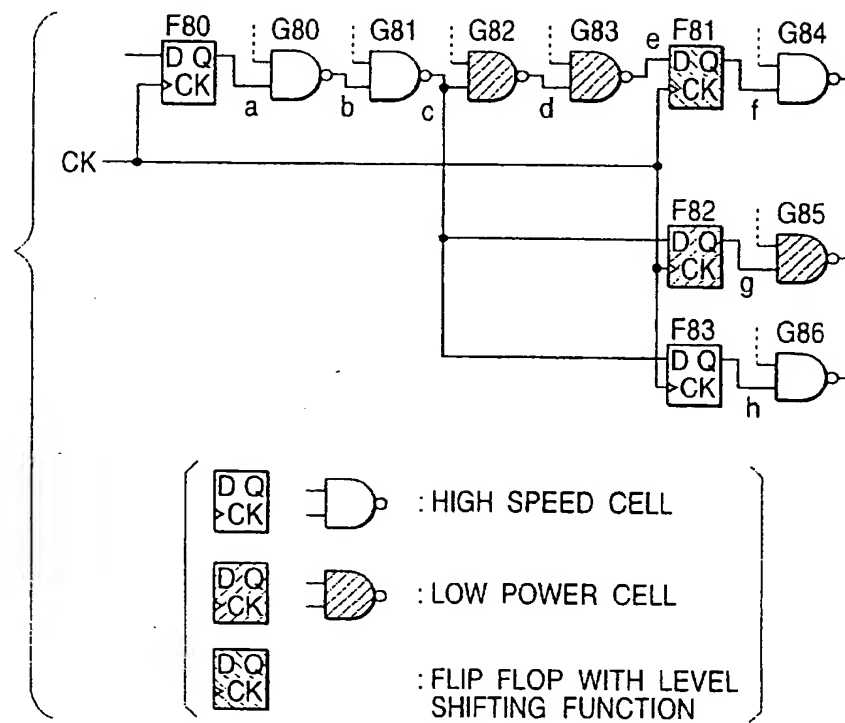 F80 G80 G81 G82 G83 e F81 G84
D Q D Q
CK a b c d CK f
CK
F82 G85
D Q
CK g
F83 G86
D Q
CK h
D Q
CK : HIGH SPEED CELL
D Q
CK : LOW POWER CELL
D Q
CK : FLIP FLOP WITH LEVEL
SHIFTING FUNCTION